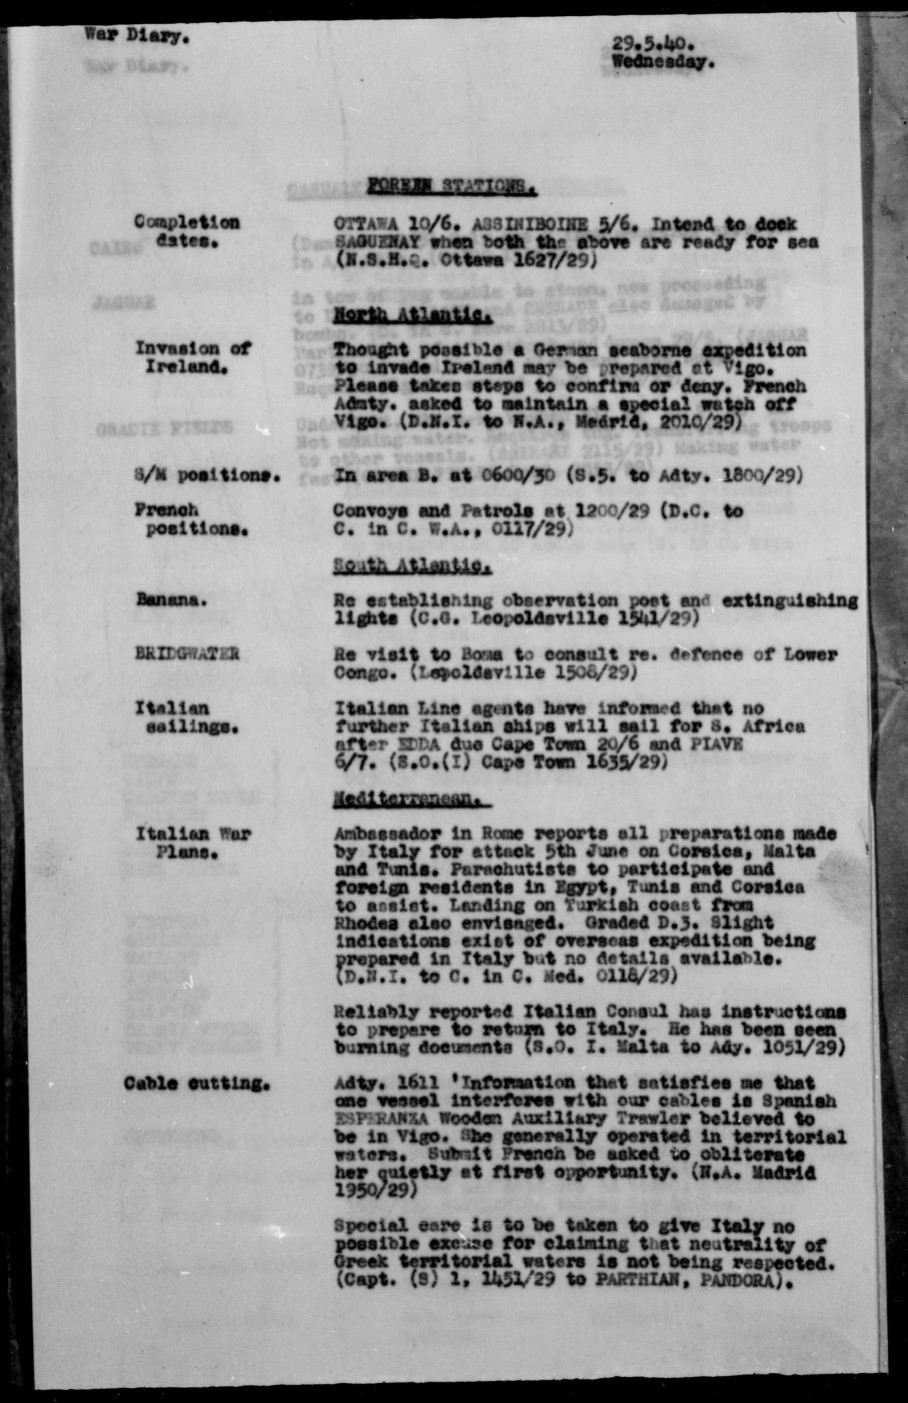 War Diary.
29.5.40.
Wednesday.
FOREIN STATIONS.
Completion
dates.
OTTAWA 10/6. ASSINIBOINE 5/6. Intend to dock
SAGUENAY when both the above are ready for sea
(N.S.H.Q. Ottawa 1627/29)
North Atlantic.
Invasion of
Ireland.
Thought possible a German seaborne expedition
to invade Ireland may be prepared at Vigo.
Please takes steps to confirm or deny. French
Admty. asked to maintain a special watch off
Vigo. (D.N.I. to N.A., Madrid, 2010/29)
S/M positions.
In area B. at 0600/30 (S.5. to Adty. 1800/29)
French
positions.
Convoys and Patrols at 1200/29 (D.C. to
C. in C. W.A., 0117/29)
South Atlantic.
Banana.
Re establishing observation post and extinguishing
lights (C.G. Leopoldsville 1541/29)
BRIDGWATER
Re visit to Boma to consult re. defence of Lower
Congo. (Lepoldsville 1508/29)
Italian
sailings.
Italian Line agents have informed that no
further Italian ships will sail for S. Africa
after EDDA due Cape Town 20/6 and PIAVE
6/7. (S.O.(I) Cape Town 1635/29)
Mediterranean.
Italian War
Plans.
Ambassador in Rome reports all preparations made
by Italy for attack 5th June on Corsica, Malta
and Tunis. Parachutists to participate and
foreign residents in Egypt, Tunis and Corsica
to assist. Landing on Turkish coast from
Rhodes also envisaged. Graded D.3. Slight
indications exist of overseas expedition being
prepared in Italy but no details available.
(D.N.I. to C. in C. Med. 0118/29)
Reliably reported Italian Consul has instructions
to prepare to return to Italy. He has been seen
burning documents (S.O. I. Malta to Ady. 1051/29)
Cable cutting.
Adty. 1611 'Information that satisfies me that
one vessel interferes with our cables is Spanish
ESPERANZA Wooden Auxiliary Trawler believed to
be in Vigo. She generally operated in territorial
waters. Submit French be asked to obliterate
her quietly at first opportunity. (N.A. Madrid
1950/29)
Special care is to be taken to give Italy no
possible excuse for claiming that neutrality of
Greek territorial waters is not being respected.
(Capt. (S) 1, 1451/29 to PARTHIAN, PANDORA).